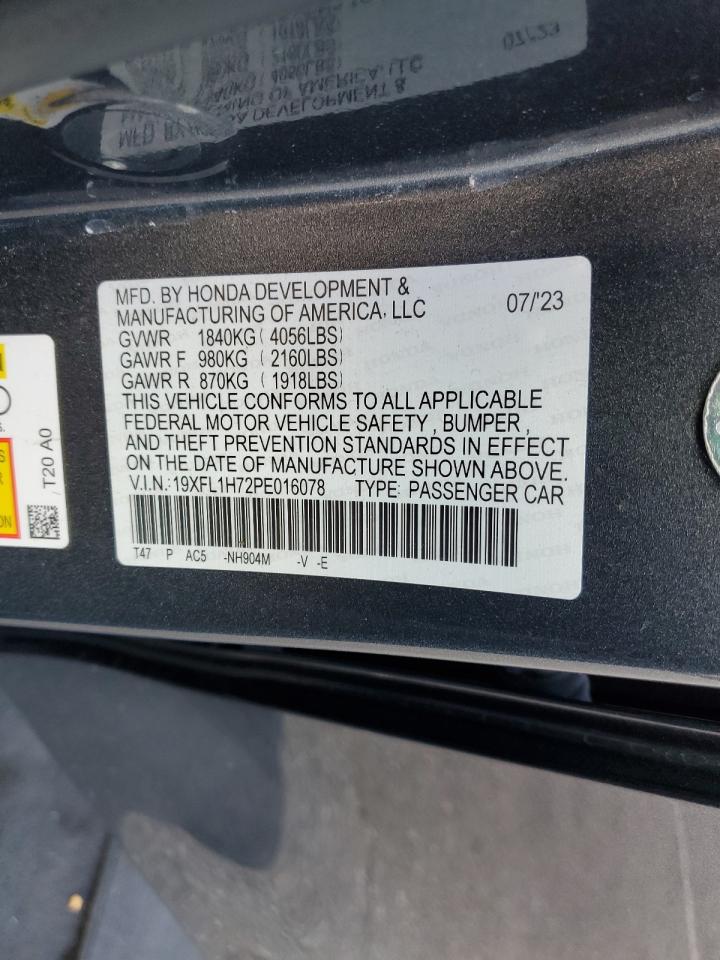 MFD. BY HONDA DEVELOPMENT &
MANUFACTURING OF AMERICA, LLC 07/'23
GVWR 1840KG ( 4056LBS)
GAWR F 980KG ( 2160LBS)
GAWR R 870KG ( 1918LBS)
THIS VEHICLE CONFORMS TO ALL APPLICABLE
FEDERAL MOTOR VEHICLE SAFETY , BUMPER ,
AND THEFT PREVENTION STANDARDS IN EFFECT
ON THE DATE OF MANUFACTURE SHOWN ABOVE.
V.I.N.:19XFL1H72PE016078 TYPE: PASSENGER CAR
T47 P AC5 -NH904M -V -E
T20 A0